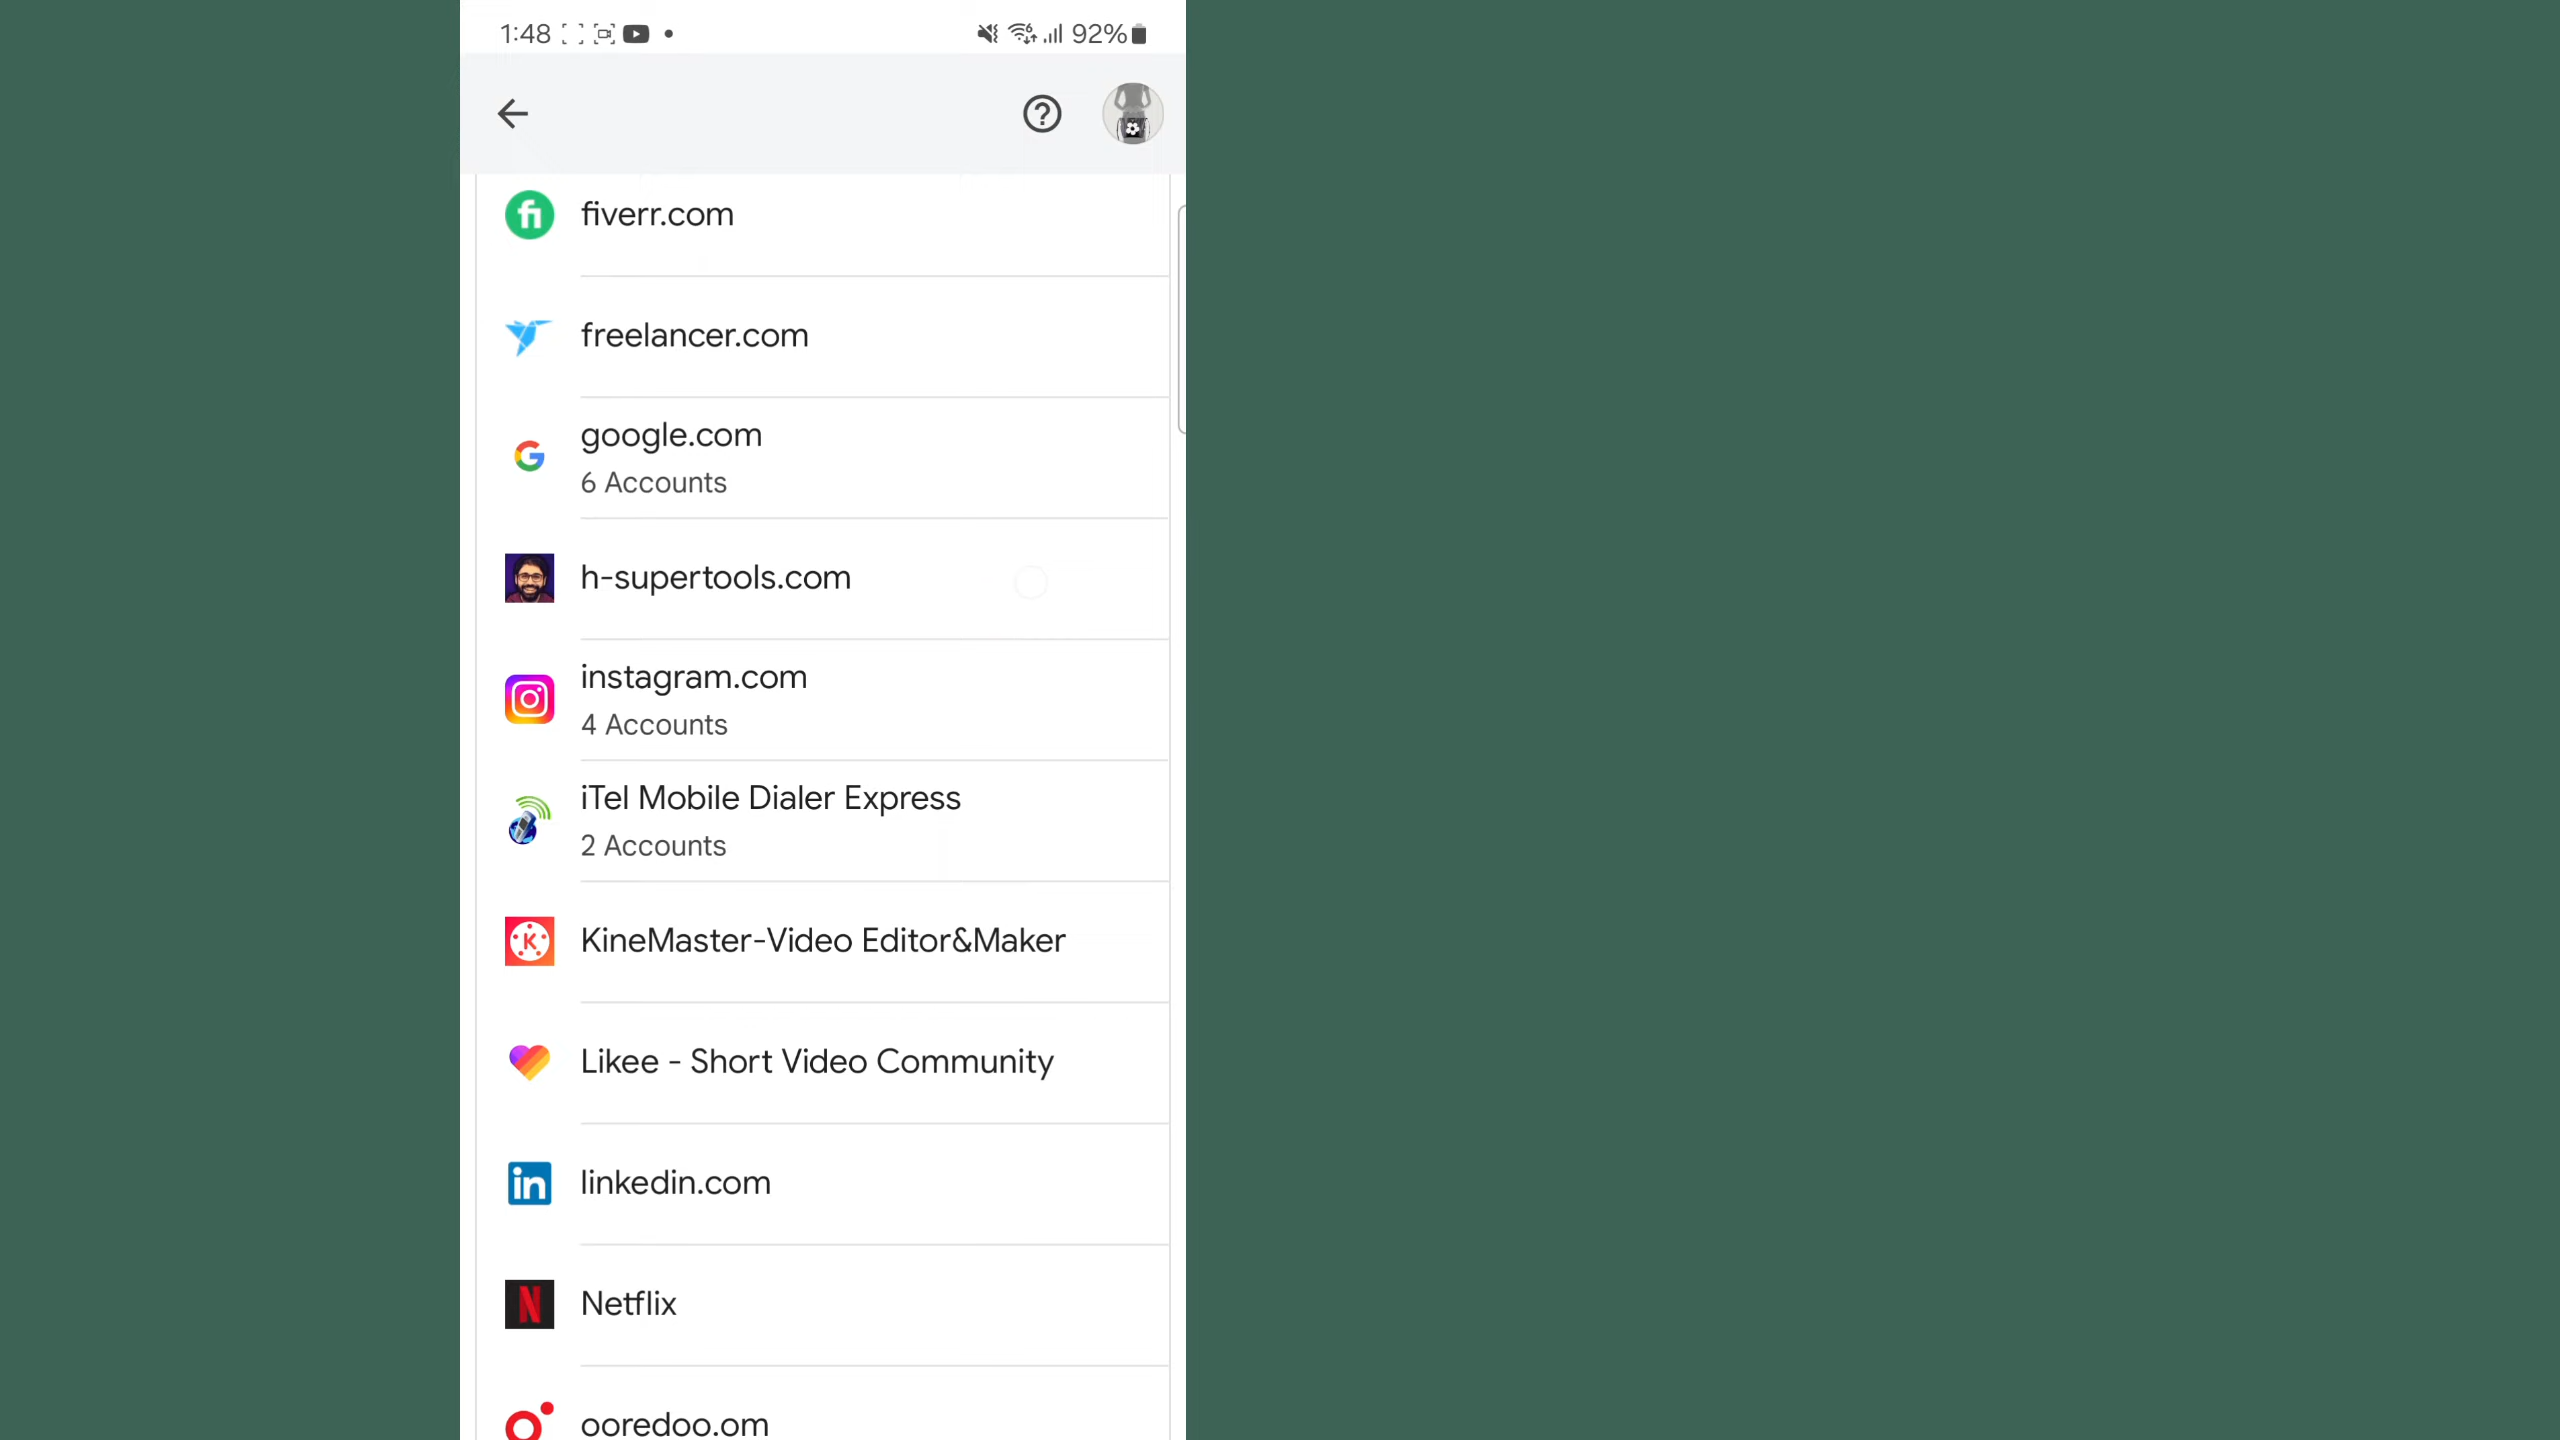 1:48
92%
fiverr.com
freelancer.com
google.com
6 Accounts
h-supertools.com
instagram.com
4 Accounts
iTel Mobile Dialer Express
2 Accounts
KineMaster-Video Editor&Maker
Likee - Short Video Community
linkedin.com
Netflix
ooredoo.om